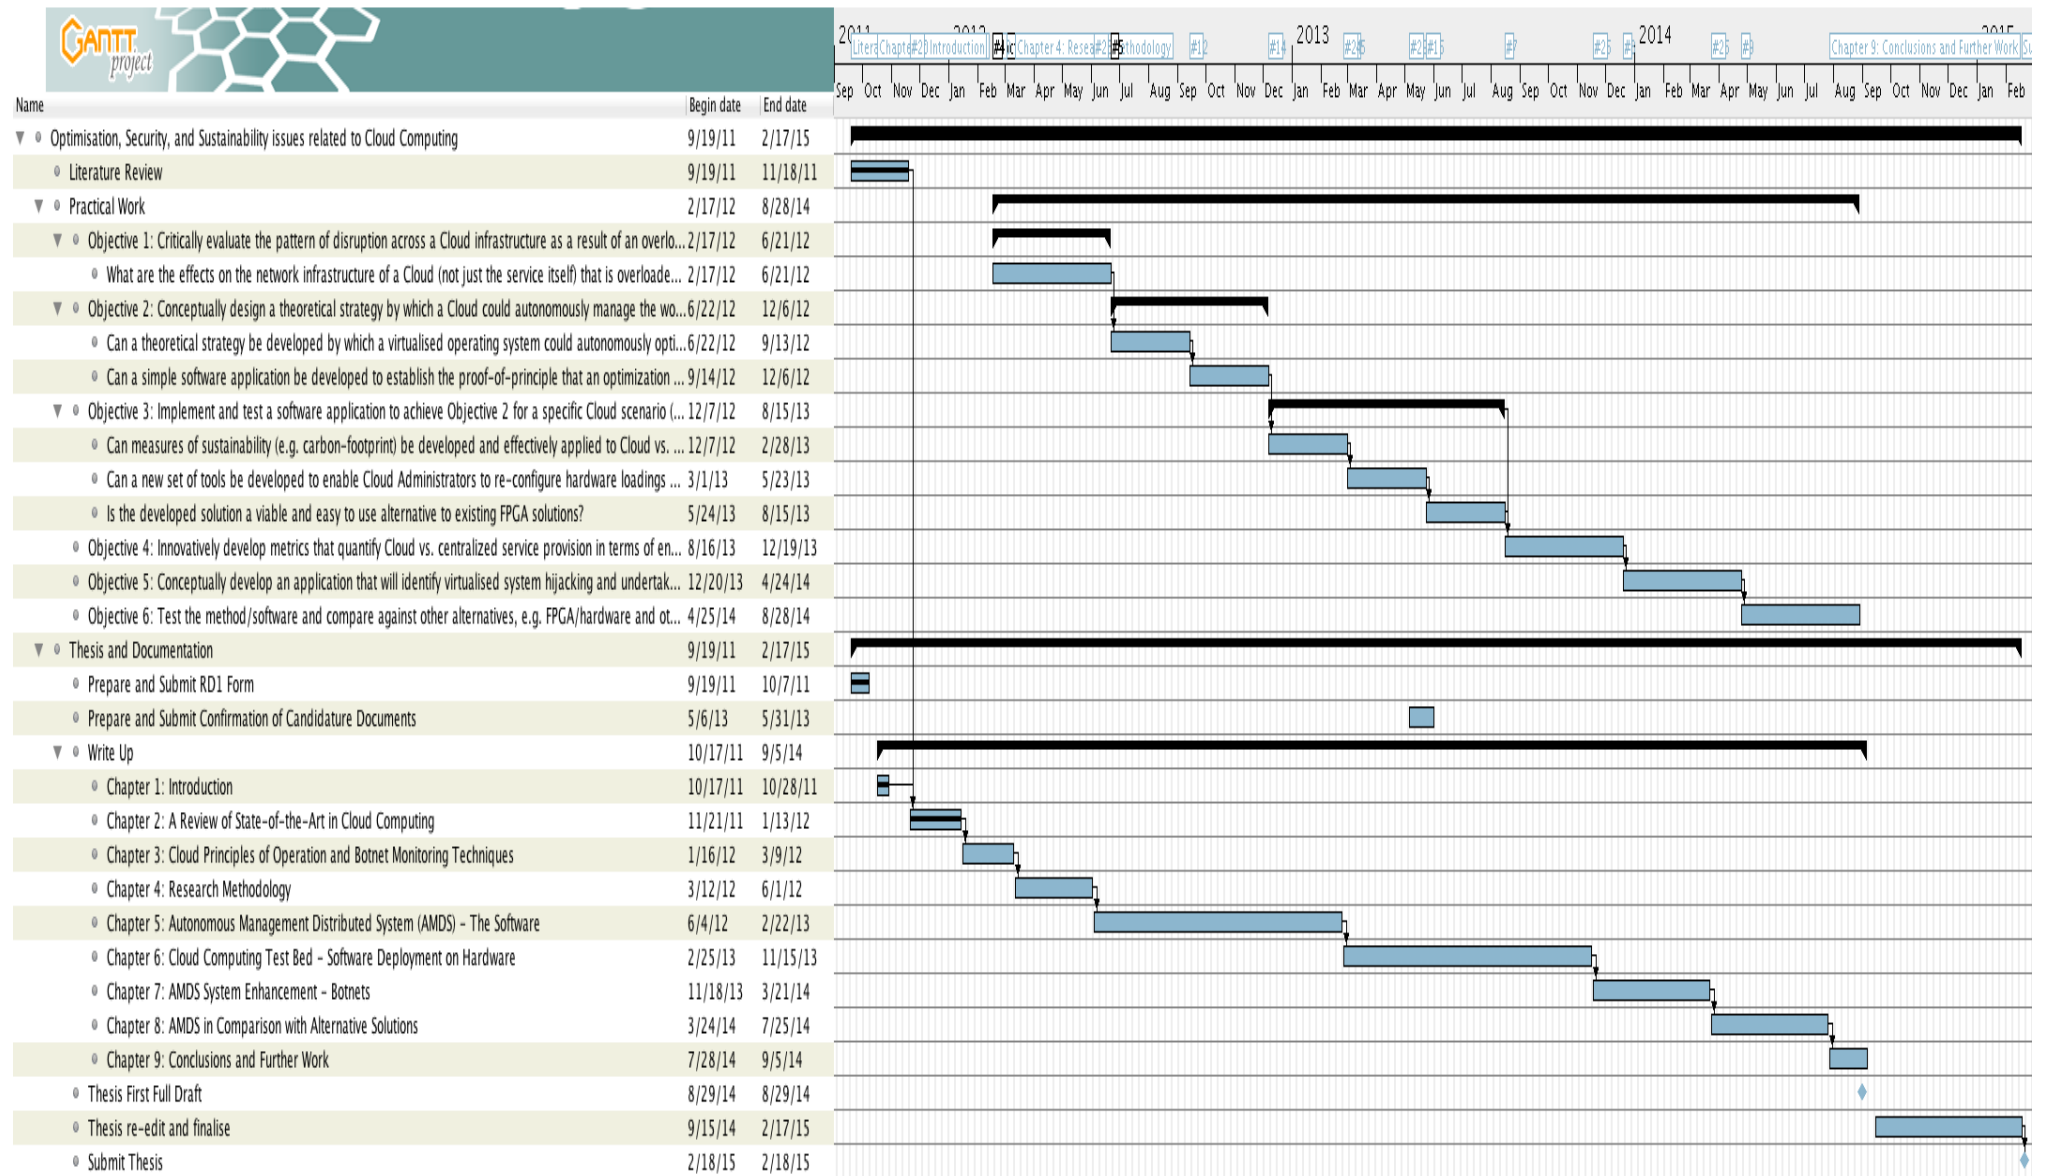 GANTT
project
2011 2012 2013 2014 2015
Chapter 4: Resea
Chapter 9: Conclusions and Further Work
Sep Oct Nov Dec Jan Feb Mar Apr May Jun Jul Aug Sep Oct Nov Dec Jan Feb Mar Apr May Jun Jul Aug Sep Oct Nov Dec Jan Feb Mar Apr May Jun Jul Aug Sep Oct Nov Dec Jan Feb
Name Begin date End date
Optimisation, Security, and Sustainability issues related to Cloud Computing 9/19/11 2/17/15
Literature Review 9/19/11 11/18/11
Practical Work 2/17/12 8/28/14
Objective 1: Critically evaluate the pattern of disruption across a Cloud infrastructure as a result of an overlo... 2/17/12 6/21/12
What are the effects on the network infrastructure of a Cloud (not just the service itself) that is overloade... 2/17/12 6/21/12
Objective 2: Conceptually design a theoretical strategy by which a Cloud could autonomously manage the wo... 6/22/12 12/6/12
Can a theoretical strategy be developed by which a virtualised operating system could autonomously opti... 6/22/12 9/13/12
Can a simple software application be developed to establish the proof-of-principle that an optimization ... 9/14/12 12/6/12
Objective 3: Implement and test a software application to achieve Objective 2 for a specific Cloud scenario (... 12/7/12 8/15/13
Can measures of sustainability (e.g. carbon-footprint) be developed and effectively applied to Cloud vs. ... 12/7/12 2/28/13
Can a new set of tools be developed to enable Cloud Administrators to re-configure hardware loadings ... 3/1/13 5/23/13
Is the developed solution a viable and easy to use alternative to existing FPGA solutions? 5/24/13 8/15/13
Objective 4: Innovatively develop metrics that quantify Cloud vs. centralized service provision in terms of en... 8/16/13 12/19/13
Objective 5: Conceptually develop an application that will identify virtualised system hijacking and undertak... 12/20/13 4/24/14
Objective 6: Test the method/software and compare against other alternatives, e.g. FPGA/hardware and ot... 4/25/14 8/28/14
Thesis and Documentation 9/19/11 2/17/15
Prepare and Submit RD1 Form 9/19/11 10/7/11
Prepare and Submit Confirmation of Candidature Documents 5/6/13 5/31/13
Write Up 10/17/11 9/5/14
Chapter 1: Introduction 10/17/11 10/28/11
Chapter 2: A Review of State-of-the-Art in Cloud Computing 11/21/11 1/13/12
Chapter 3: Cloud Principles of Operation and Botnet Monitoring Techniques 1/16/12 3/9/12
Chapter 4: Research Methodology 3/12/12 6/1/12
Chapter 5: Autonomous Management Distributed System (AMDS) - The Software 6/4/12 2/22/13
Chapter 6: Cloud Computing Test Bed - Software Deployment on Hardware 2/25/13 11/15/13
Chapter 7: AMDS System Enhancement - Botnets 11/18/13 3/21/14
Chapter 8: AMDS in Comparison with Alternative Solutions 3/24/14 7/25/14
Chapter 9: Conclusions and Further Work 7/28/14 9/5/14
Thesis First Full Draft 8/29/14 8/29/14
Thesis re-edit and finalise 9/15/14 2/17/15
Submit Thesis 2/18/15 2/18/15